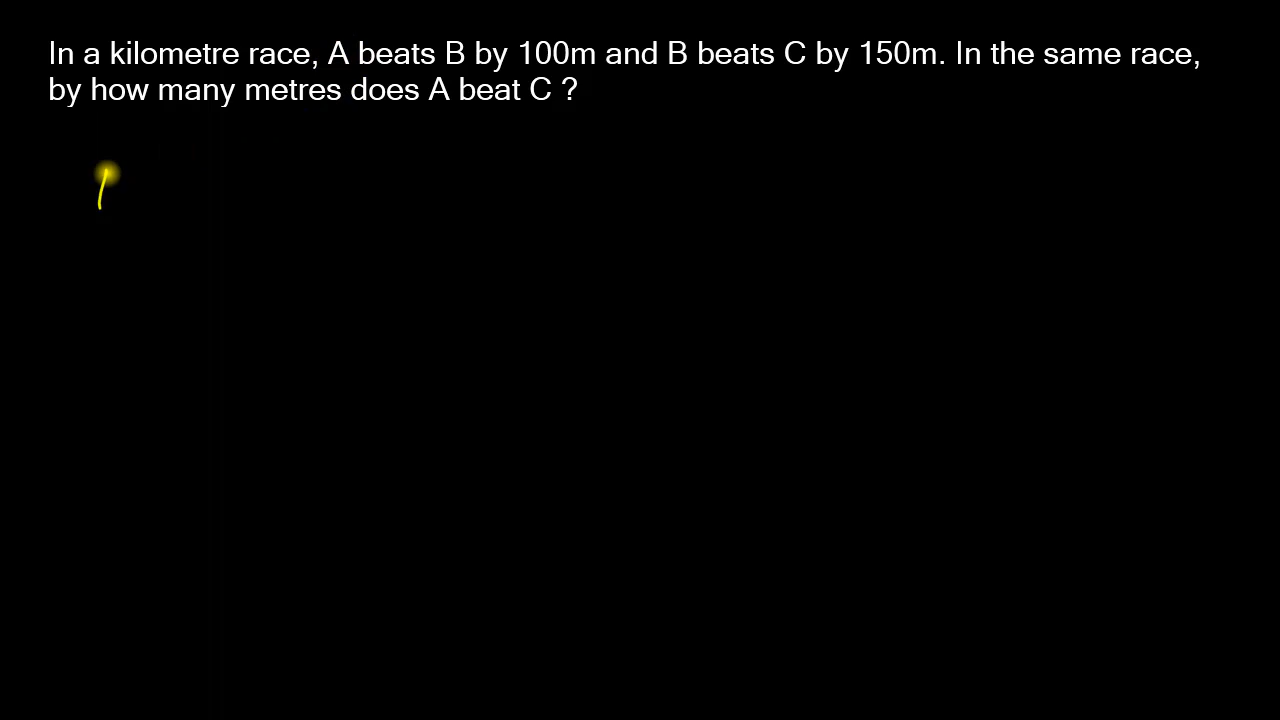 In a kilometre race, A beats B by 100m and B beats C by 150m. In the same race,
by how many metres does A beat C ?